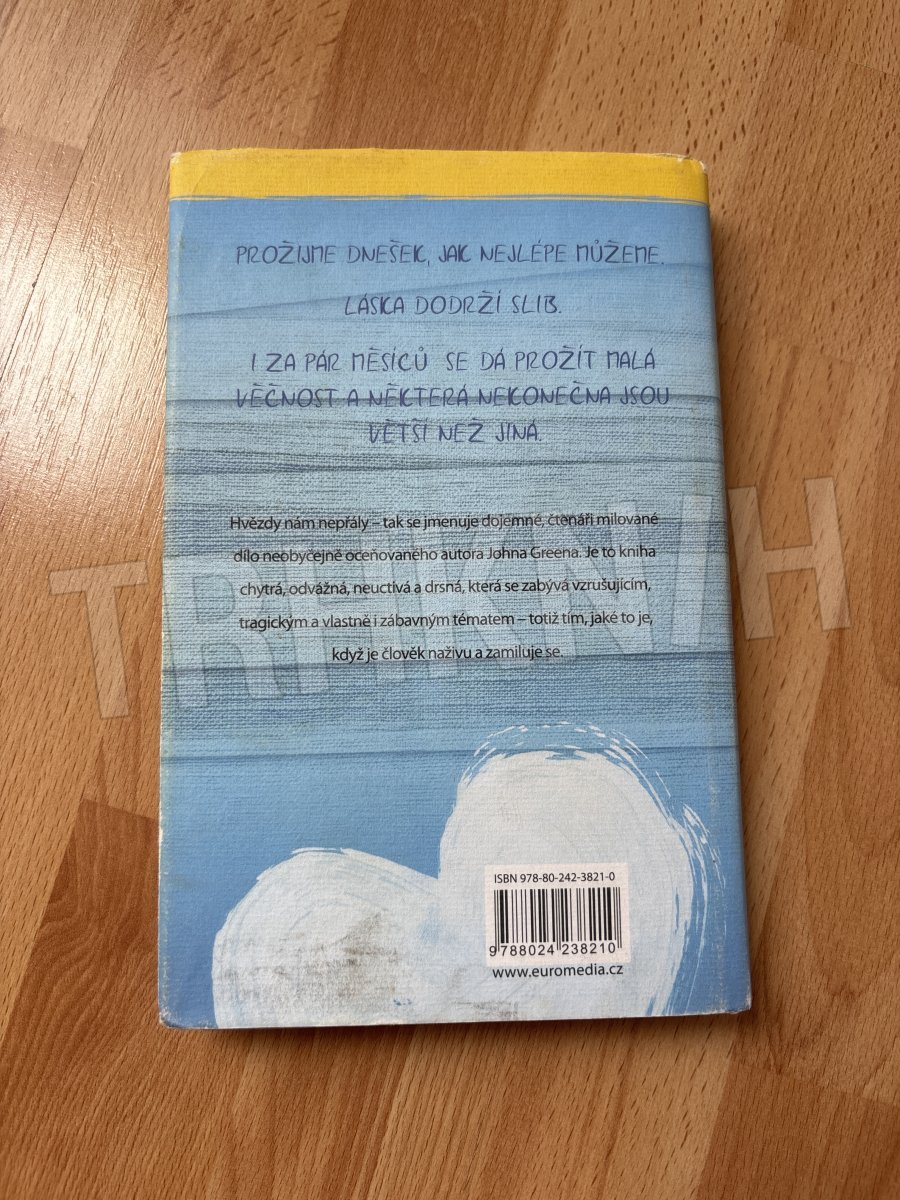 PROŽIJME DNEŠEK, JAK NEJLÉPE MŮŽEME.
LÁSKA DODRŽÍ SLIB.
I ZA PÁR MĚSÍCŮ SE DÁ PROŽÍT MALÁ
VĚČNOST A NĚKTERÁ NEKONEČNA JSOU
VĚTŠÍ NEŽ JINÁ.
Hvězdy nám nepřály – tak se jmenuje dojemné, čtenáři milované
dílo neobyčejně oceňovaného autora Johna Greena. Je to kniha
chytrá, odvážná, neuctivá a drsná, která se zabývá vzrušujícím,
tragickým a vlastně i zábavným tématem – totiž tím, jaké to je,
když je člověk naživu a zamiluje se.
TRHKNIH
ISBN 978-80-242-3821-0
9788024238210
www.euromedia.cz